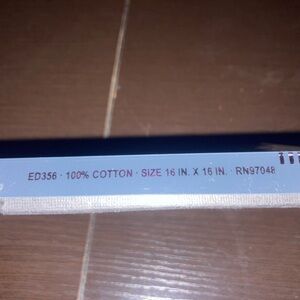 ED356 · 100% COTTON · SIZE 16 IN. X 16 IN. · RN97048